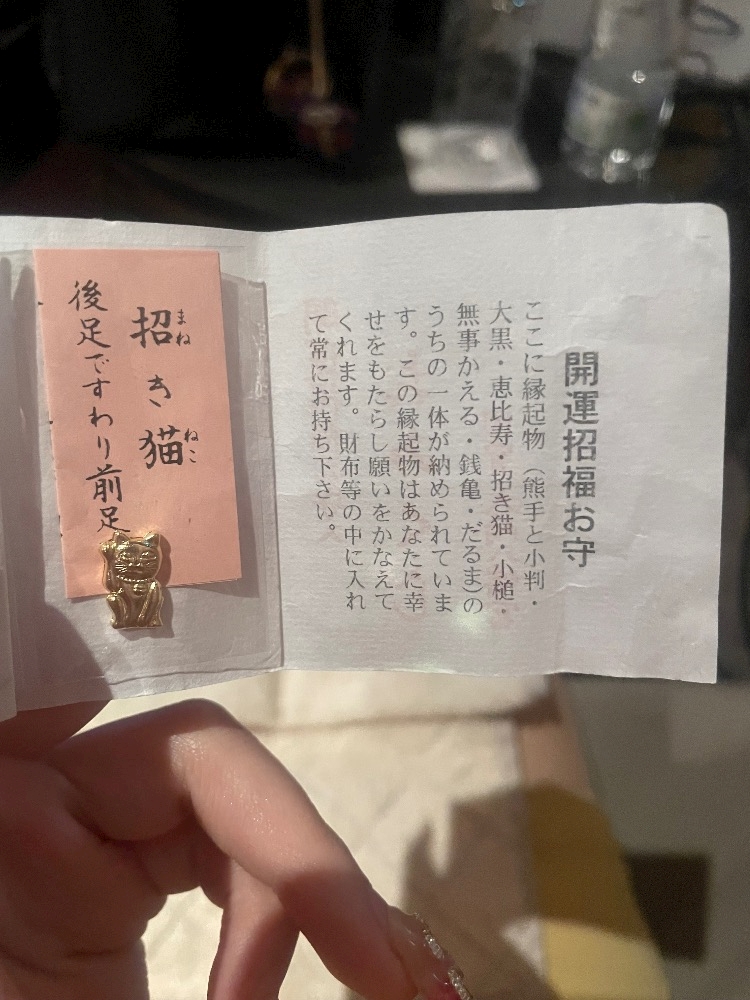 開運招福お守
ここに縁起物（熊手と小判・
大黒・恵比寿・招き猫・小槌・
無事かえる・銭亀・だるま)の
うちの一体が納められていま
す。この縁起物はあなたに幸
せをもたらし願いをかなえて
くれます。財布等の中に入れ
て常にお持ち下さい。
招き猫
まね
ねこ
後足ですわり前足